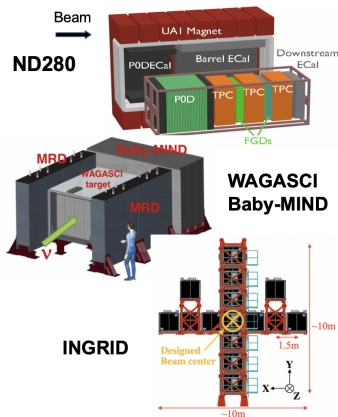 Beam
UA1 Magnet
ND280
P0DECal
Barrel ECal
Downstream
ECal
P0D
TPC
TPC
TPC
FGDs
Baby-MIND
MRD
WAGASCI
target
MRD
ν
WAGASCI
Baby-MIND
INGRID
Designed
Beam center
1.5m
~10m
Y
X
Z
~10m